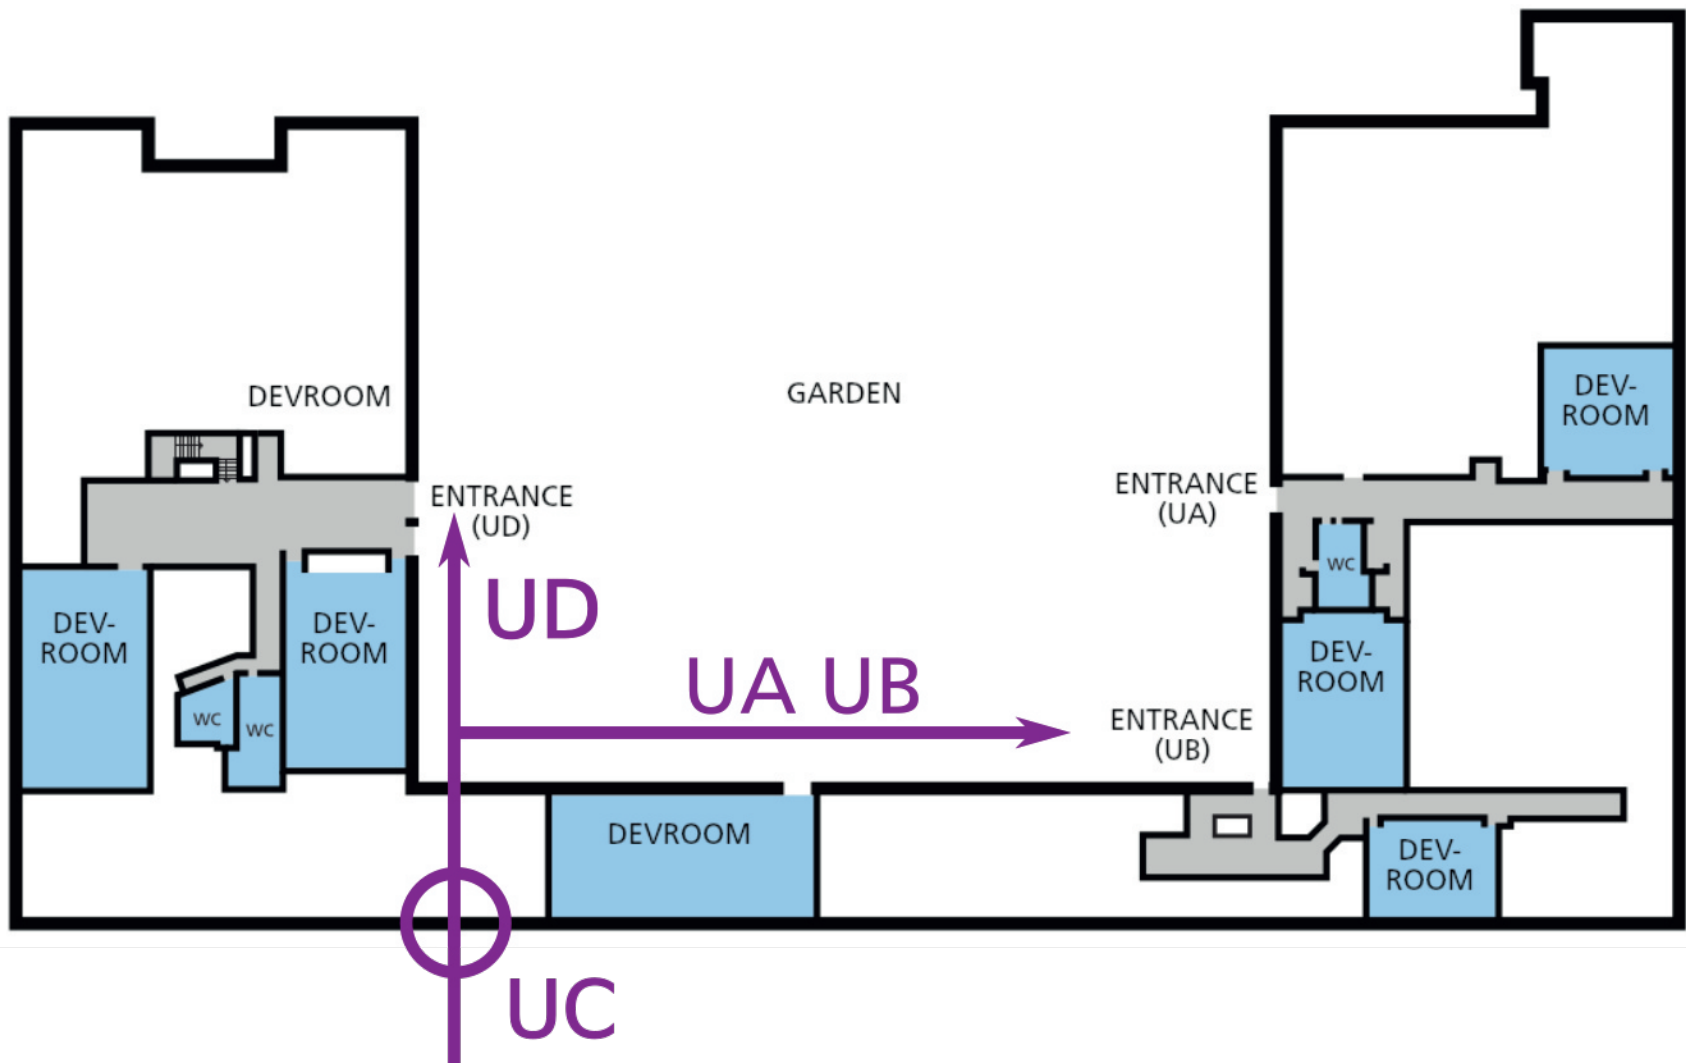 DEVROOM
GARDEN
DEV-
ROOM
ENTRANCE
(UD)
ENTRANCE
(UA)
WC
UD
DEV-
ROOM
DEV-
ROOM
DEV-
ROOM
UA UB
WC
WC
ENTRANCE
(UB)
DEVROOM
DEV-
ROOM
UC